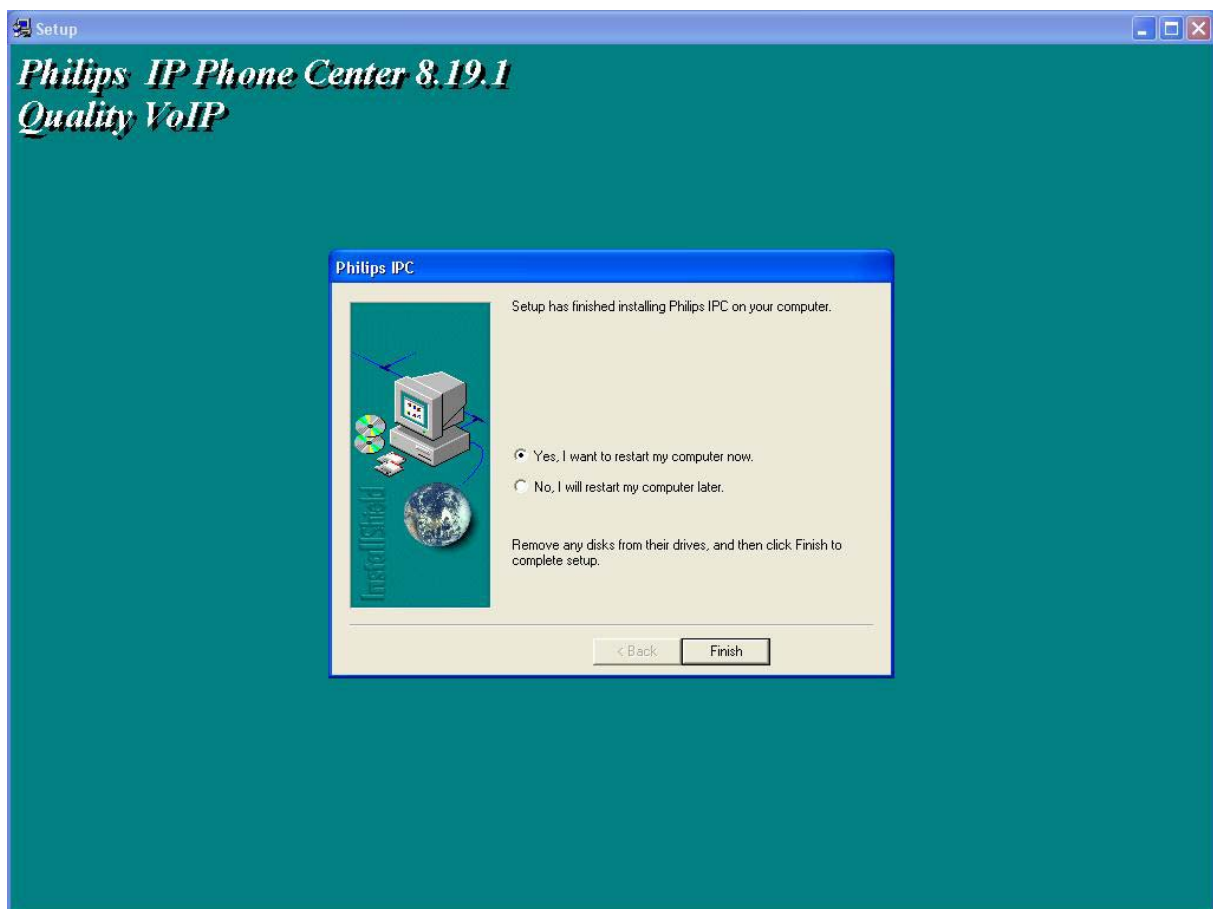 Setup
Philips IP Phone Center 8.19.1
Quality VoIP
Philips IPC
Setup has finished installing Philips IPC on your computer.
Yes, I want to restart my computer now.
No, I will restart my computer later.
Remove any disks from their drives, and then click Finish to
complete setup.
InstallShield
< Back
Finish